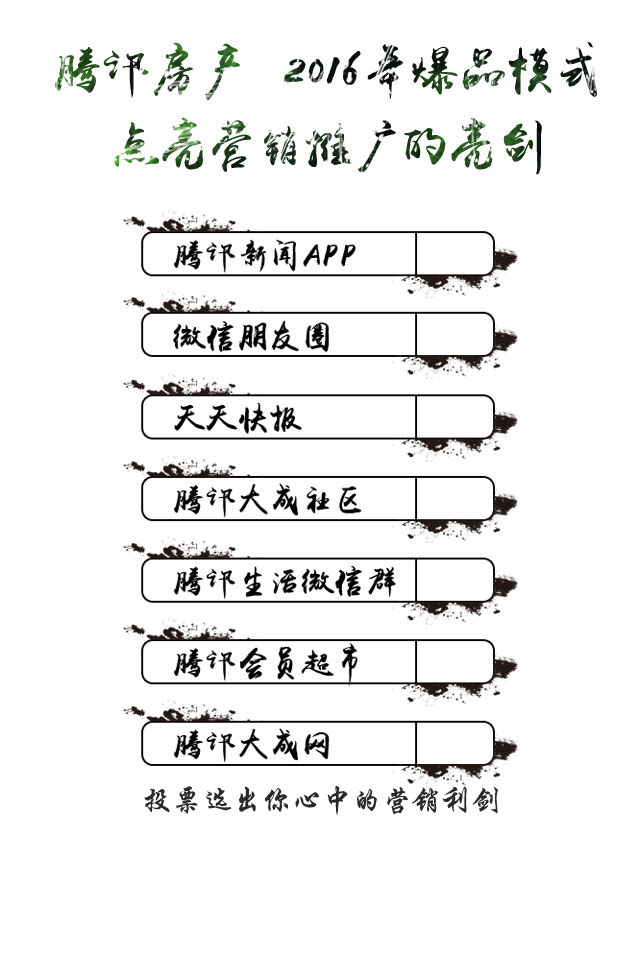 腾讯房产 2016年爆品模式
点亮营销推广的亮剑
腾讯新闻APP
微信朋友圈
天天快报
腾讯大成社区
腾讯生活微信群
腾讯会员超市
腾讯大成网
投票选出你心中的营销利剑